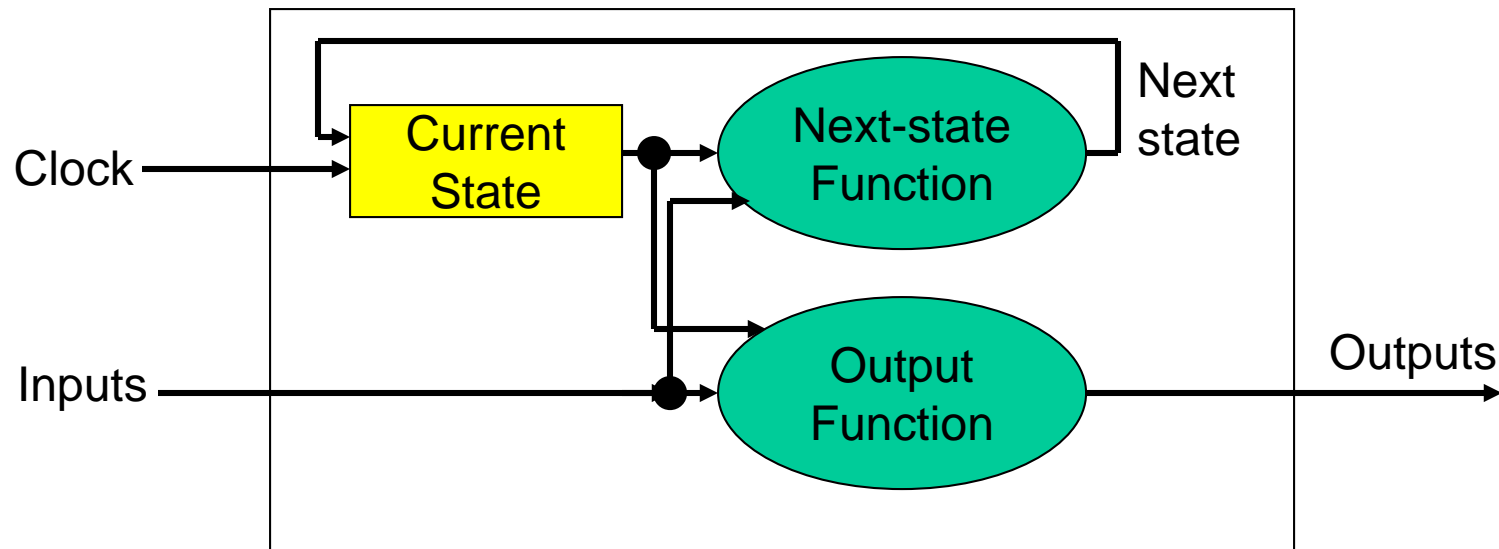 Next
state
Current
State
Next-state
Function
Clock
Inputs
Output
Function
Outputs